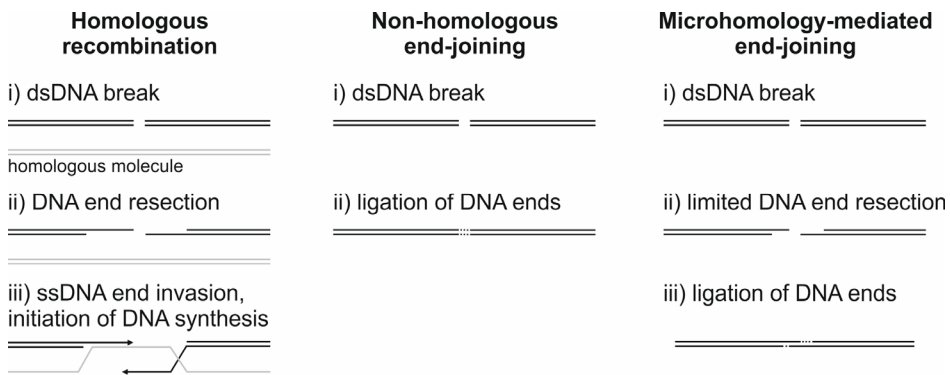 Homologous
recombination
i) dsDNA break
homologous molecule
ii) DNA end resection
iii) ssDNA end invasion,
initiation of DNA synthesis
Non-homologous
end-joining
i) dsDNA break
ii) ligation of DNA ends
Microhomology-mediated
end-joining
i) dsDNA break
ii) limited DNA end resection
iii) ligation of DNA ends